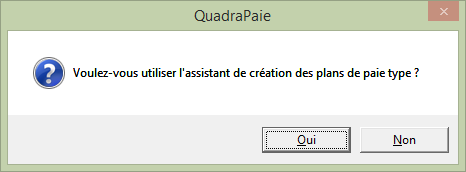 QuadraPaie
Voulez-vous utiliser l'assistant de création des plans de paie type ?
Oui
Non